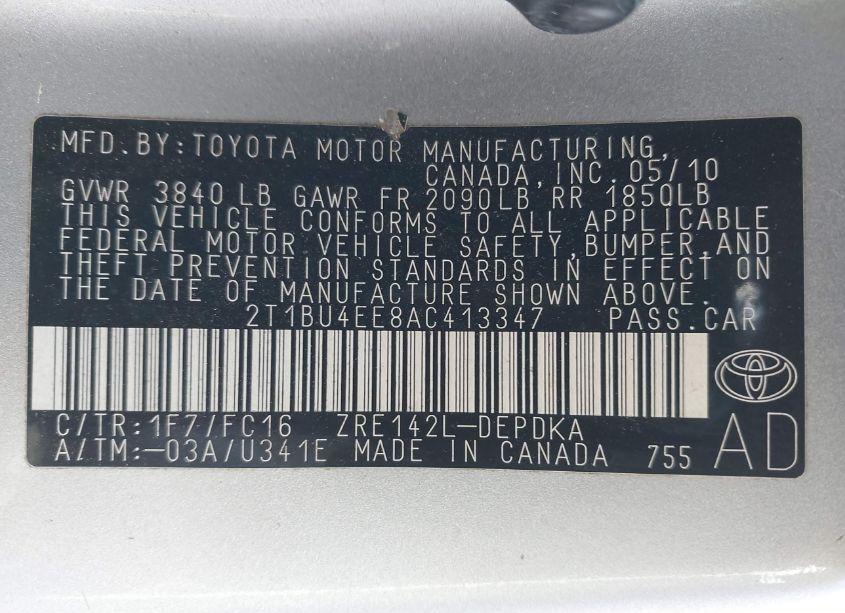 MFD.BY:TOYOTA MOTOR MANUFACTURING,
CANADA,INC. 05/10
GVWR 3840 LB GAWR FR 2090LB RR 1850LB
THIS VEHICLE CONFORMS TO ALL APPLICABLE
FEDERAL MOTOR VEHICLE SAFETY,BUMPER,AND
THEFT PREVENTION STANDARDS IN EFFECT ON
THE DATE OF MANUFACTURE SHOWN ABOVE.
2T1BU4EE8AC413347 PASS.CAR
C/TR:1F7/FC16 ZRE142L-DEPDKA
A/TM:-03A/U341E MADE IN CANADA 755 AD